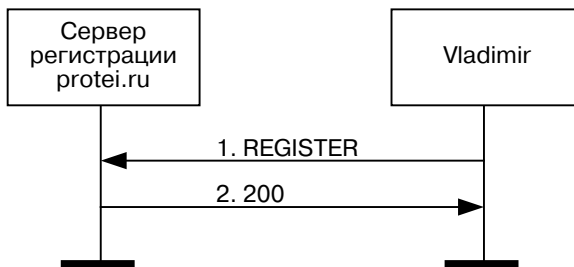 Сервер
регистрации
protei.ru
Vladimir
1. REGISTER
2. 200